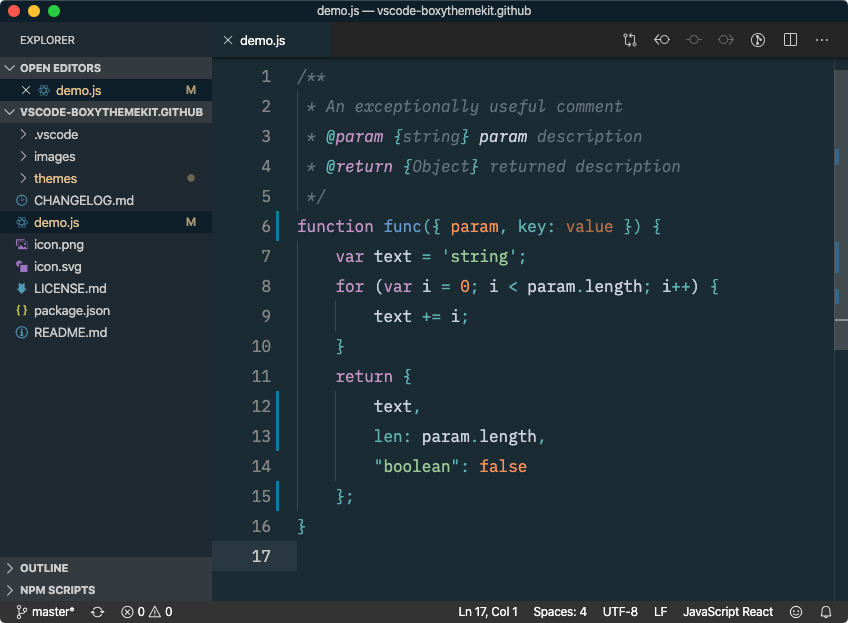 demo.js — vscode-boxythemekit.github
EXPLORER
demo.js
OPEN EDITORS
demo.js M
VSCODE-BOXYTHEMEKIT.GITHUB
.vscode
images
themes
CHANGELOG.md
demo.js M
icon.png
icon.svg
LICENSE.md
{} package.json
README.md
OUTLINE
NPM SCRIPTS
1 /**
2  * An exceptionally useful comment
3  * @param {string} param description
4  * @return {Object} returned description
5  */
6 function func({ param, key: value }) {
7     var text = 'string';
8     for (var i = 0; i < param.length; i++) {
9         text += i;
10     }
11     return {
12         text,
13         len: param.length,
14         "boolean": false
15     };
16 }
17
master* 0 0 Ln 17, Col 1 Spaces: 4 UTF-8 LF JavaScript React